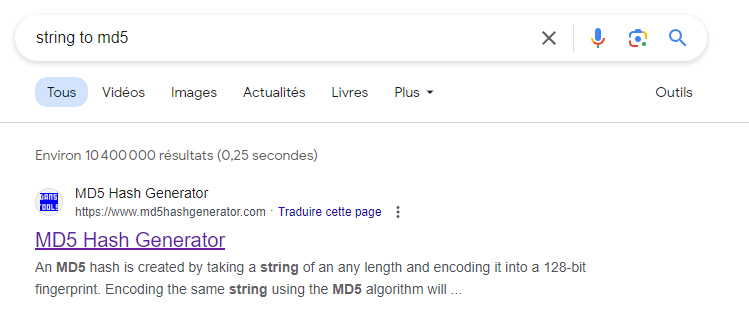 string to md5
Tous Vidéos Images Actualités Livres Plus Outils
Environ 10 400 000 résultats (0,25 secondes)
DANS TOOLS
MD5 Hash Generator
https://www.md5hashgenerator.com · Traduire cette page
MD5 Hash Generator
An MD5 hash is created by taking a string of an any length and encoding it into a 128-bit
fingerprint. Encoding the same string using the MD5 algorithm will ...